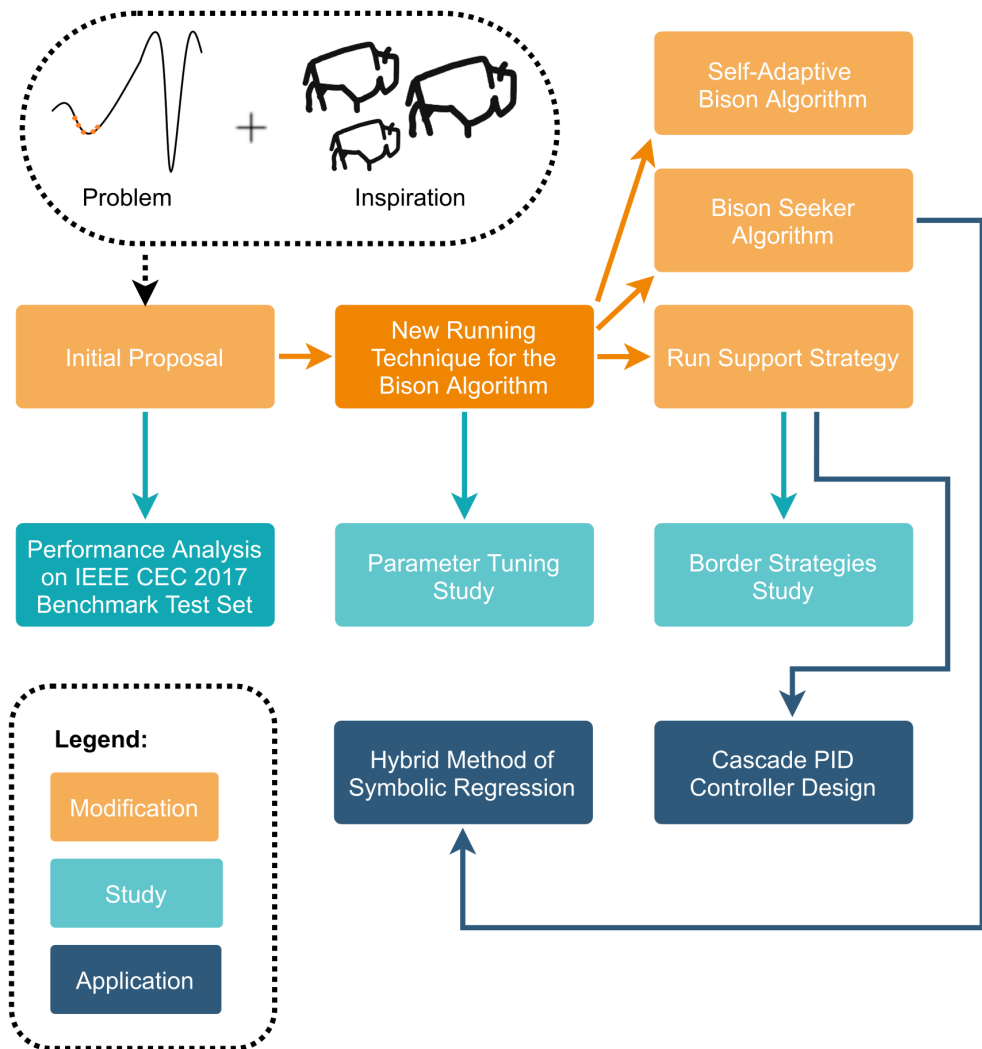 Problem
+
Inspiration
Self-Adaptive
Bison Algorithm
Bison Seeker
Algorithm
Initial Proposal
New Running
Technique for the
Bison Algorithm
Run Support Strategy
Performance Analysis
on IEEE CEC 2017
Benchmark Test Set
Parameter Tuning
Study
Border Strategies
Study
Hybrid Method of
Symbolic Regression
Cascade PID
Controller Design
Legend:
Modification
Study
Application